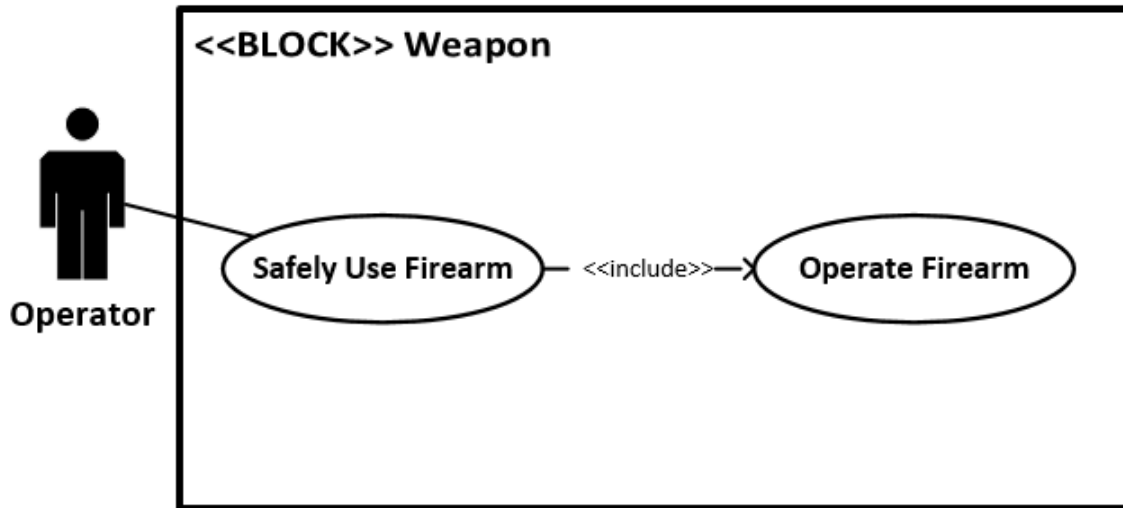 <<BLOCK>> Weapon
Operator
Safely Use Firearm
<<include>>
Operate Firearm